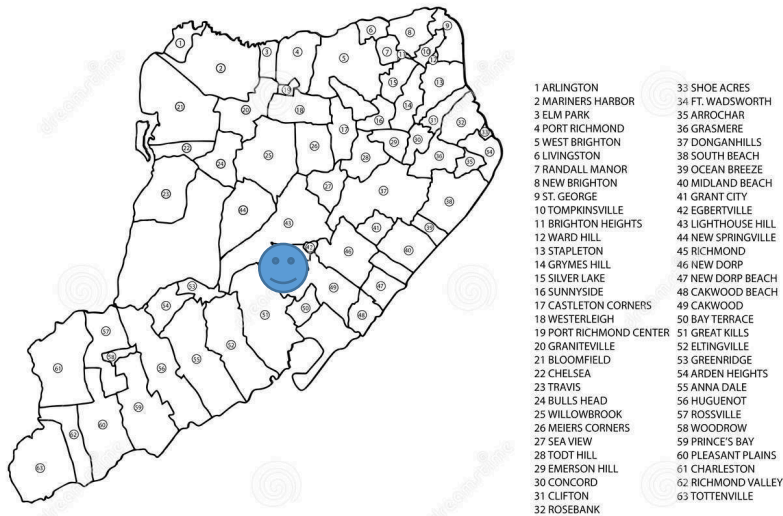 1 ARLINGTON
2 MARINERS HARBOR
3 ELM PARK
4 PORT RICHMOND
5 WEST BRIGHTON
6 LIVINGSTON
7 RANDALL MANOR
8 NEW BRIGHTON
9 ST. GEORGE
10 TOMPKINSVILLE
11 BRIGHTON HEIGHTS
12 WARD HILL
13 STAPLETON
14 GRYMES HILL
15 SILVER LAKE
16 SUNNYSIDE
17 CASTLETON CORNERS
18 WESTERLEIGH
19 PORT RICHMOND CENTER
20 GRANITEVILLE
21 BLOOMFIELD
22 CHELSEA
23 TRAVIS
24 BULLS HEAD
25 WILLOWBROOK
26 MEIERS CORNERS
27 SEA VIEW
28 TODT HILL
29 EMERSON HILL
30 CONCORD
31 CLIFTON
32 ROSEBANK
33 SHOE ACRES
34 FT. WADSWORTH
35 ARROCHAR
36 GRASMERE
37 DONGANHILLS
38 SOUTH BEACH
39 OCEAN BREEZE
40 MIDLAND BEACH
41 GRANT CITY
42 EGBERTVILLE
43 LIGHTHOUSE HILL
44 NEW SPRINGVILLE
45 RICHMOND
46 NEW DORP
47 NEW DORP BEACH
48 CAKWOOD BEACH
49 CAKWOOD
50 BAY TERRACE
51 GREAT KILLS
52 ELTINGVILLE
53 GREENRIDGE
54 ARDEN HEIGHTS
55 ANNA DALE
56 HUGUENOT
57 ROSSVILLE
58 WOODROW
59 PRINCE'S BAY
60 PLEASANT PLAINS
61 CHARLESTON
62 RICHMOND VALLEY
63 TOTTENVILLE